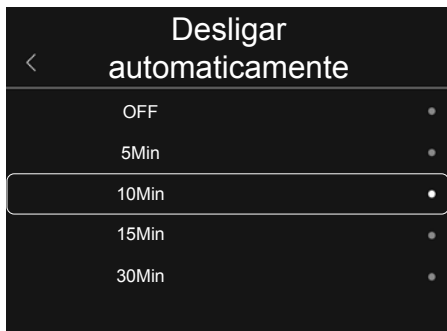 Desligar
automaticamente
OFF
5Min
10Min
15Min
30Min